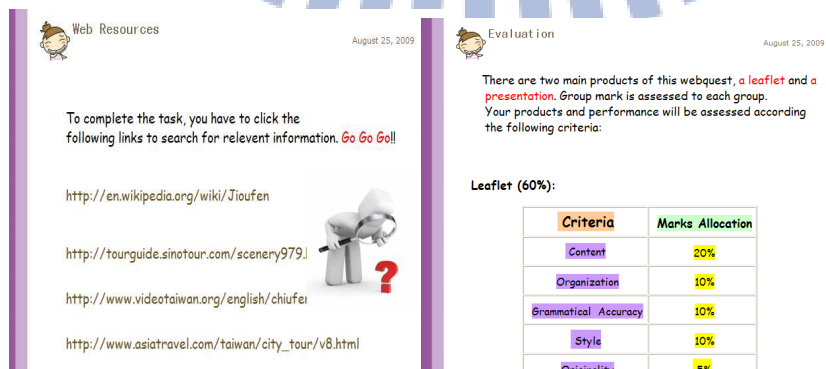 Web Resources
August 25, 2009
To complete the task, you have to click the
following links to search for relevent information. Go Go Go!!
http://en.wikipedia.org/wiki/Jioufen
http://tourguide.sinotour.com/scenery979.
http://www.videotaiwan.org/english/chiufe
http://www.asiatravel.com/taiwan/city_tour/v8.html
Evaluation
August 25, 2009
There are two main products of this webquest, a leaflet and a
presentation. Group mark is assessed to each group.
Your products and performance will be assessed according
the following criteria:
Leaflet (60%):
Criteria Marks Allocation
Content 20%
Organization 10%
Grammatical Accuracy 10%
Style 10%
Originality 5%